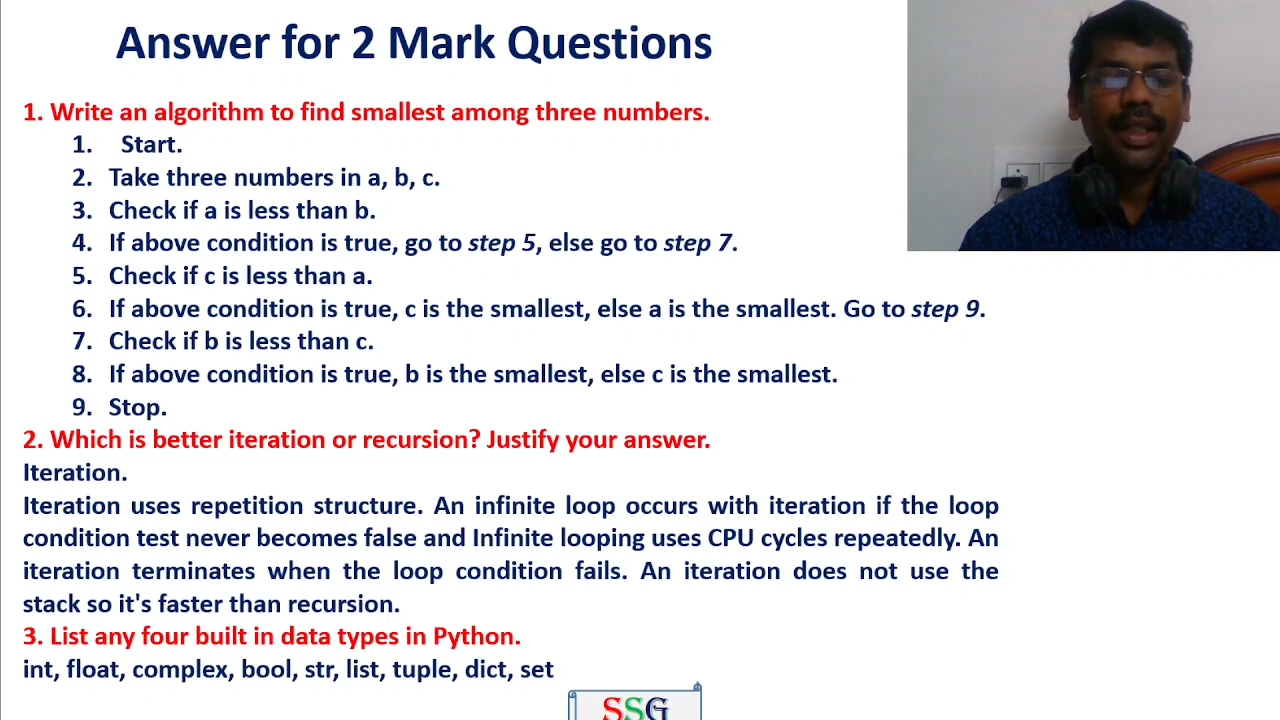 Answer for 2 Mark Questions
1. Write an algorithm to find smallest among three numbers.
1. Start.
2. Take three numbers in a, b, c.
3. Check if a is less than b.
4. If above condition is true, go to step 5, else go to step 7.
5. Check if c is less than a.
6. If above condition is true, c is the smallest, else a is the smallest. Go to step 9.
7. Check if b is less than c.
8. If above condition is true, b is the smallest, else c is the smallest.
9. Stop.
2. Which is better iteration or recursion? Justify your answer.
Iteration.
Iteration uses repetition structure. An infinite loop occurs with iteration if the loop
condition test never becomes false and Infinite looping uses CPU cycles repeatedly. An
iteration terminates when the loop condition fails. An iteration does not use the
stack so it's faster than recursion.
3. List any four built in data types in Python.
int, float, complex, bool, str, list, tuple, dict, set
SSG